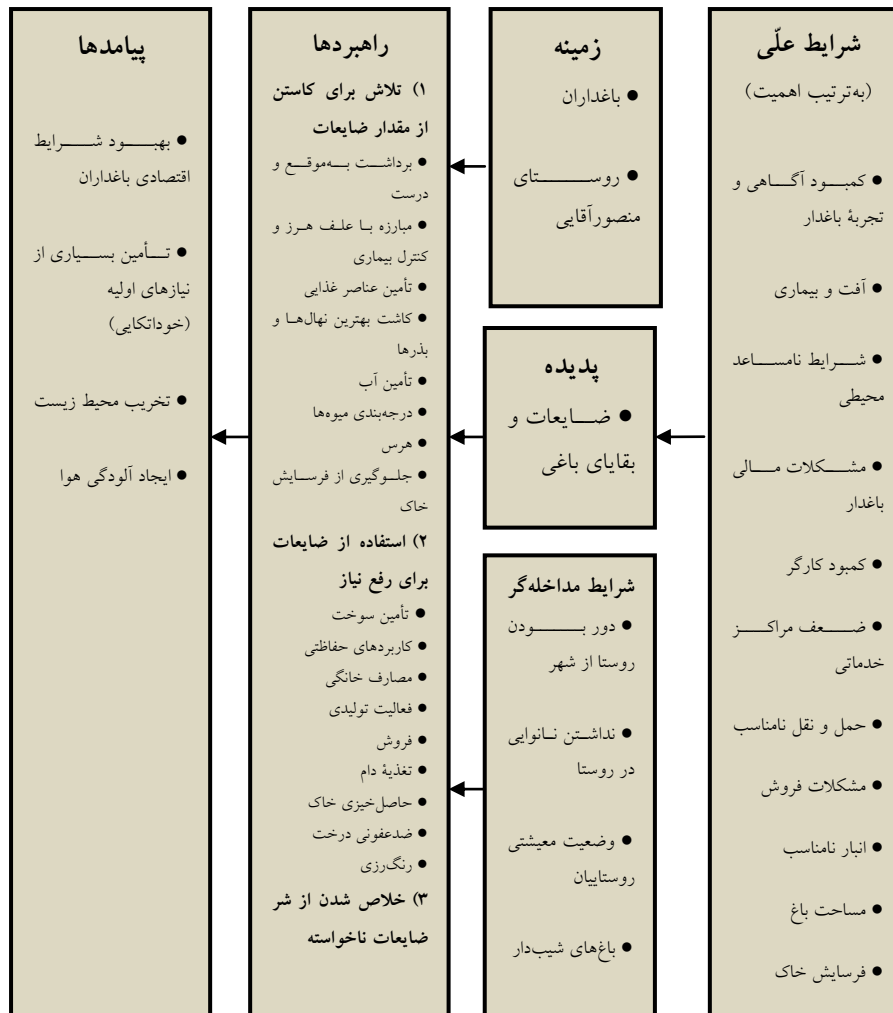 شرایط علّی
(به‌ترتیب اهمیت)
● کمبود آگاهی و
تجربۀ باغدار
● آفت و بیماری
● شرایط نامساعد
محیطی
● مشکلات مالی
باغدار
● کمبود کارگر
● ضعف مراکز
خدماتی
● حمل و نقل نامناسب
● مشکلات فروش
● انبار نامناسب
● مساحت باغ
● فرسایش خاک
زمینه
● باغداران
● روستای
منصورآقایی
پدیده
● ضایعات و
بقایای باغی
شرایط مداخله‌گر
● دور بودن
روستا از شهر
● نداشتن نانوایی
در روستا
● وضعیت معیشتی
روستاییان
● باغ‌های شیب‌دار
راهبردها
۱) تلاش برای کاستن
از مقدار ضایعات
● برداشت به‌موقع و
درست
● مبارزه با علف هرز و
کنترل بیماری
● تأمین عناصر غذایی
● کاشت بهترین نهال‌ها و
بذرها
● تأمین آب
● درجه‌بندی میوه‌ها
● هرس
● جلوگیری از فرسایش
خاک
۲) استفاده از ضایعات
برای رفع نیاز
● تأمین سوخت
● کاربردهای حفاظتی
● مصارف خانگی
● فعالیت تولیدی
● فروش
● تغذیۀ دام
● حاصل‌خیزی خاک
● ضدعفونی درخت
● رنگ‌رزی
۳) خلاص شدن از شر
ضایعات ناخواسته
پیامدها
● بهبود شرایط
اقتصادی باغداران
● تأمین بسیاری از
نیازهای اولیه
(خوداتکایی)
● تخریب محیط زیست
● ایجاد آلودگی هوا